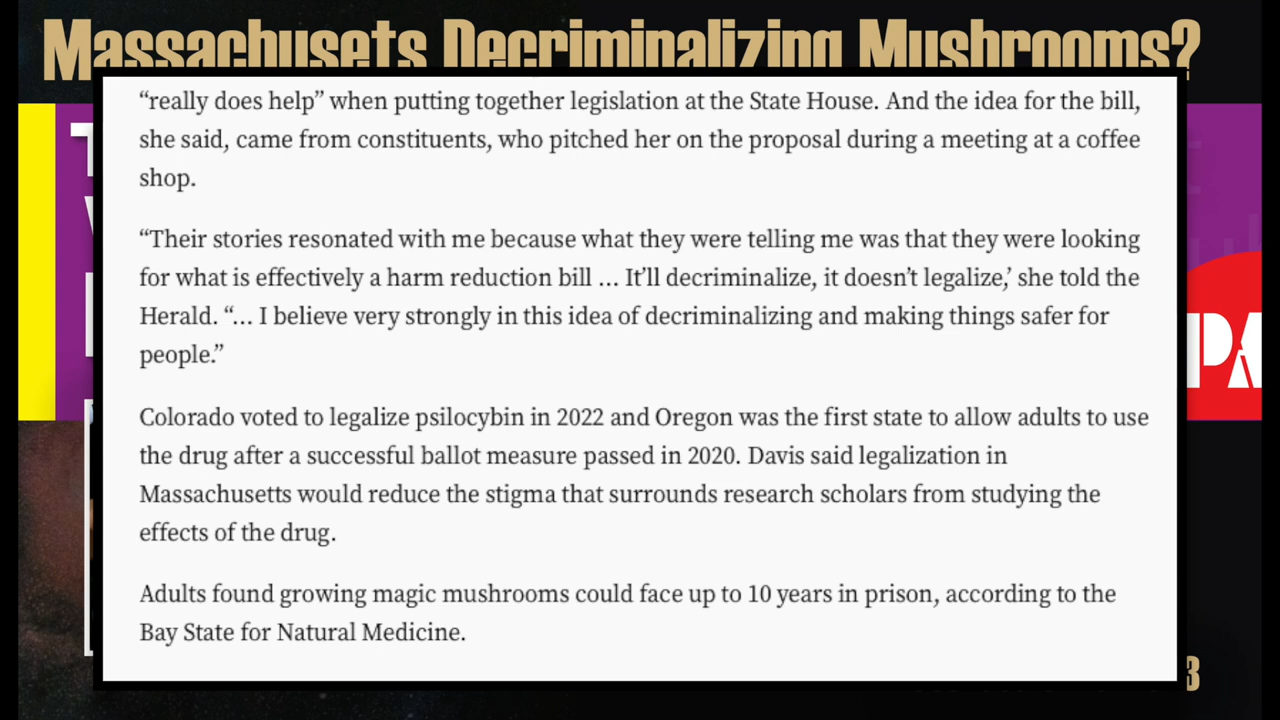 Massachusets Decriminalizing Mushrooms?
“really does help” when putting together legislation at the State House. And the idea for the bill,
she said, came from constituents, who pitched her on the proposal during a meeting at a coffee
shop.
“Their stories resonated with me because what they were telling me was that they were looking
for what is effectively a harm reduction bill … It’ll decriminalize, it doesn’t legalize,’ she told the
Herald. “… I believe very strongly in this idea of decriminalizing and making things safer for
people.”
Colorado voted to legalize psilocybin in 2022 and Oregon was the first state to allow adults to use
the drug after a successful ballot measure passed in 2020. Davis said legalization in
Massachusetts would reduce the stigma that surrounds research scholars from studying the
effects of the drug.
Adults found growing magic mushrooms could face up to 10 years in prison, according to the
Bay State for Natural Medicine.